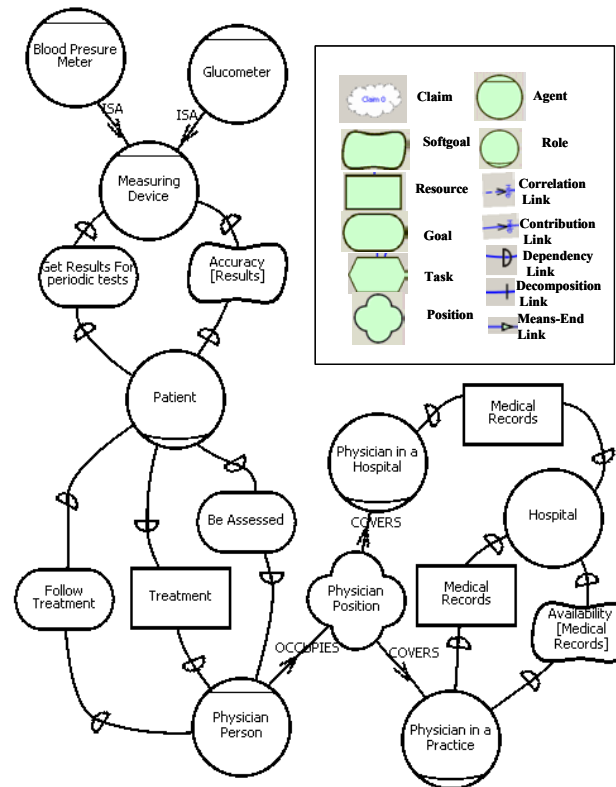 Blood Presure
Meter
Glucometer
ISA
ISA
Measuring
Device
Get Results For
periodic tests
Accuracy
[Results]
Patient
Be Assessed
Follow
Treatment
Treatment
Physician
Person
OCCUPIES
Physician
Position
COVERS
COVERS
Physician in a
Hospital
Medical
Records
Hospital
Medical
Records
Availability
[Medical
Records]
Physician in a
Practice
Claim 0
Claim
Agent
Softgoal
Role
Resource
Correlation
Link
Goal
Contribution
Link
Dependency
Link
Task
Decomposition
Link
Position
Means-End
Link